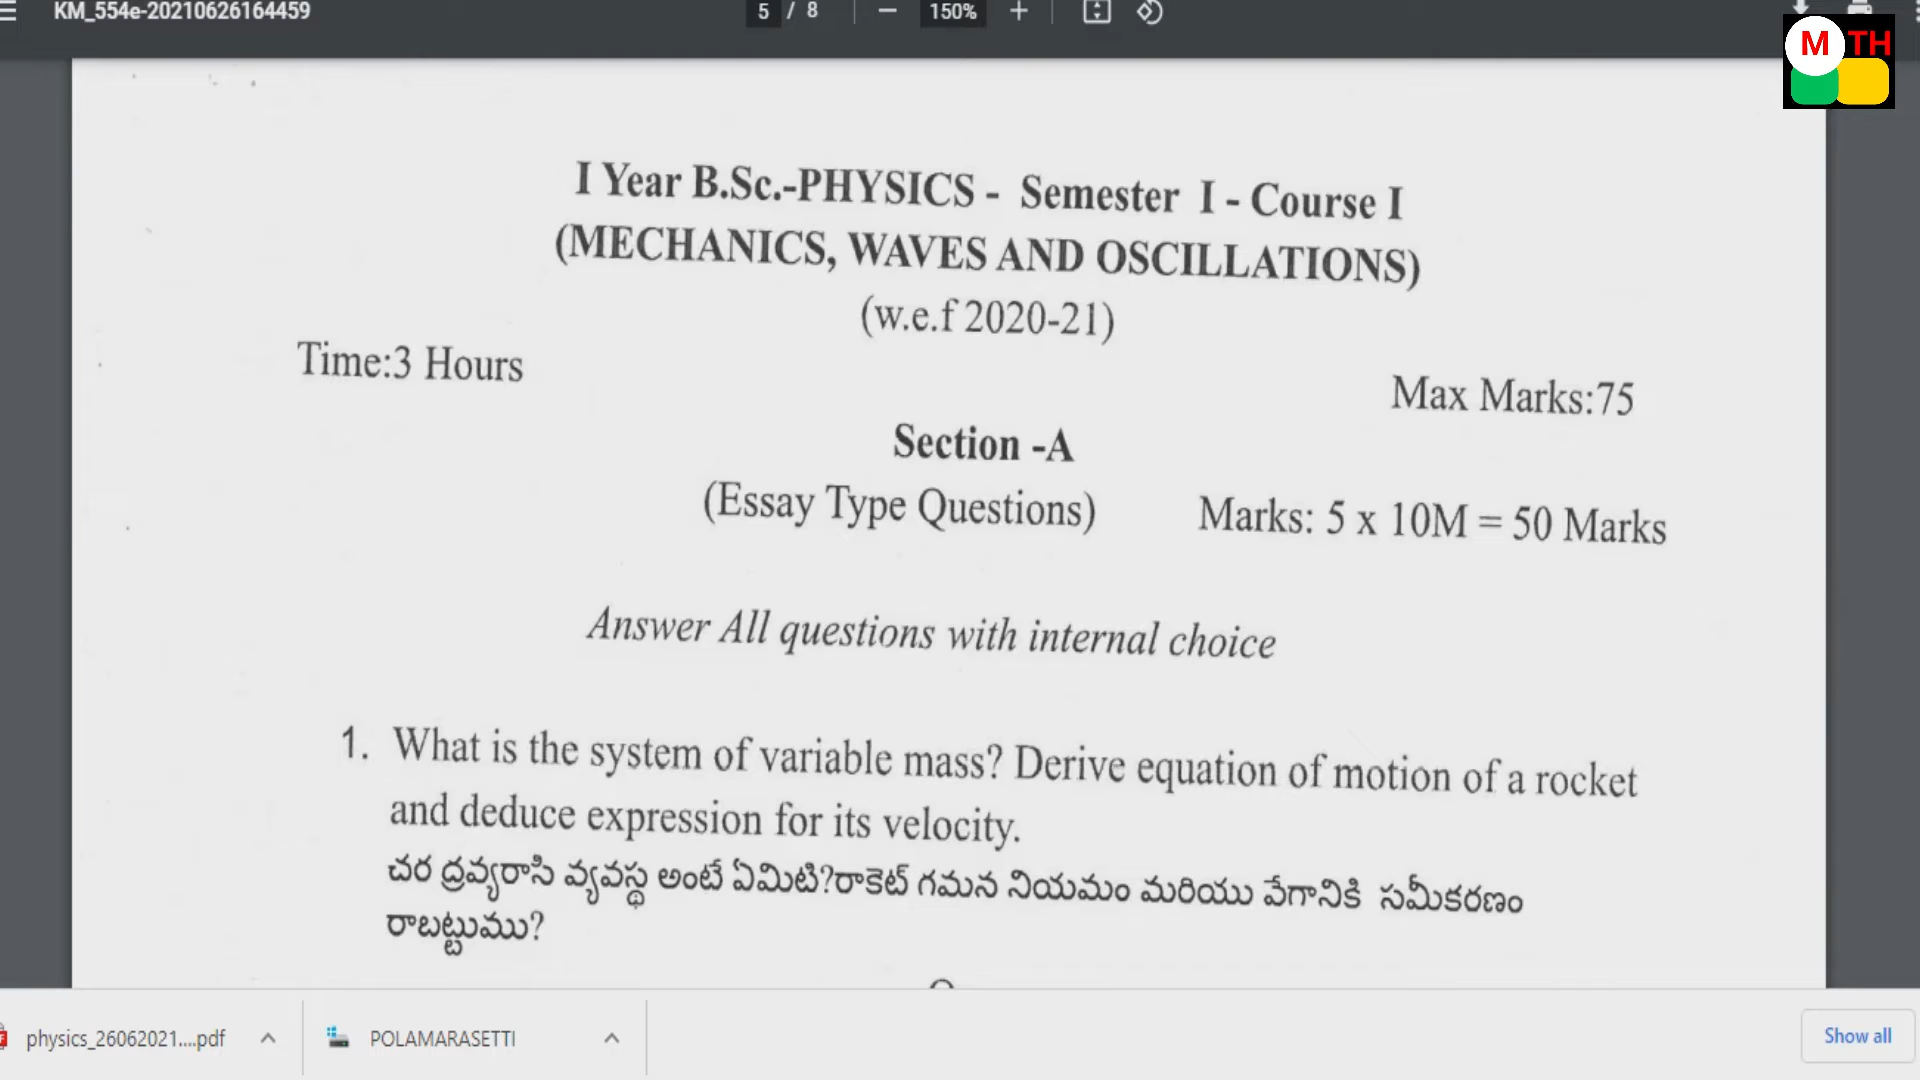 KM_554e-20210626164459
5 / 8
150%
M TH
I Year B.Sc.-PHYSICS - Semester I - Course I
(MECHANICS, WAVES AND OSCILLATIONS)
(w.e.f 2020-21)
Time:3 Hours
Max Marks:75
Section -A
(Essay Type Questions) Marks: 5 x 10M = 50 Marks
Answer All questions with internal choice
1. What is the system of variable mass? Derive equation of motion of a rocket
and deduce expression for its velocity.
చర ద్రవ్యరాసి వ్యవస్థ అంటే ఏమిటి?రాకెట్ గమన నియమం మరియు వేగానికి సమీకరణం
రాబట్టుము?
physics_26062021....pdf
POLAMARASETTI
Show all